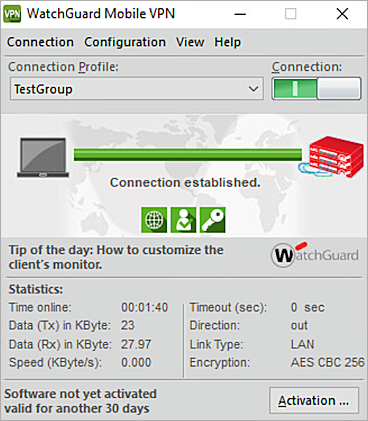 VPN WatchGuard Mobile VPN
Connection Configuration View Help
Connection Profile: Connection:
TestGroup
Connection established.
Tip of the day: How to customize the
client's monitor.
WatchGuard
Statistics:
Time online: 00:01:40 Timeout (sec): 0 sec
Data (Tx) in KByte: 23 Direction: out
Data (Rx) in KByte: 27.97 Link Type: LAN
Speed (KByte/s): 0.000 Encryption: AES CBC 256
Software not yet activated
valid for another 30 days
Activation ...